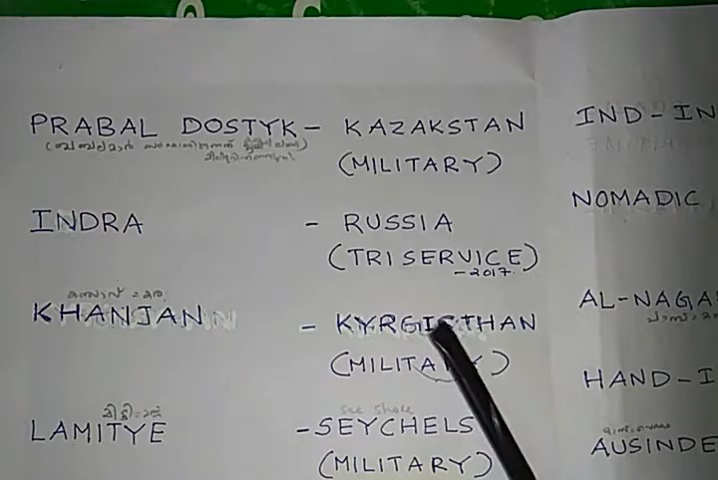 PRABAL DOSTYK - KAZAKSTAN
(MILITARY)
INDRA - RUSSIA
(TRI SERVICE)
- 2017.
KHANJAN - KYRGISTHAN
(MILITARY)
LAMITYE - SEYCHELS
(MILITARY)
IND - IN
NOMADIC
AL-NAGA
HAND - I
AUSINDE